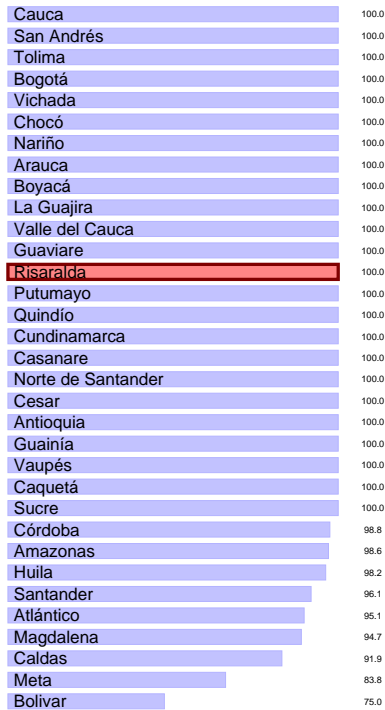 Cauca 100.0
San Andrés 100.0
Tolima 100.0
Bogotá 100.0
Vichada 100.0
Chocó 100.0
Nariño 100.0
Arauca 100.0
Boyacá 100.0
La Guajira 100.0
Valle del Cauca 100.0
Guaviare 100.0
Risaralda 100.0
Putumayo 100.0
Quindío 100.0
Cundinamarca 100.0
Casanare 100.0
Norte de Santander 100.0
Cesar 100.0
Antioquia 100.0
Guainía 100.0
Vaupés 100.0
Caquetá 100.0
Sucre 100.0
Córdoba 98.8
Amazonas 98.6
Huila 98.2
Santander 96.1
Atlántico 95.1
Magdalena 94.7
Caldas 91.9
Meta 83.8
Bolivar 75.0